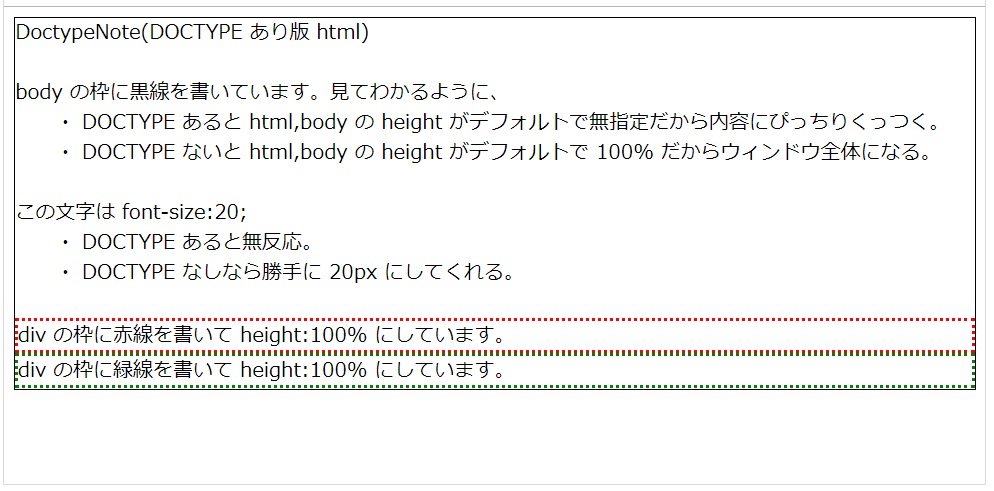 DoctypeNote(DOCTYPE あり版 html)
body の枠に黒線を書いています。見てわかるように、
・ DOCTYPE あると html,body の height がデフォルトで無指定だから内容にぴっちりくっつく。
・ DOCTYPE ないと html,body の height がデフォルトで 100% だからウィンドウ全体になる。
この文字は font-size:20;
・ DOCTYPE あると無反応。
・ DOCTYPE なしなら勝手に 20px にしてくれる。
div の枠に赤線を書いて height:100% にしています。
div の枠に緑線を書いて height:100% にしています。